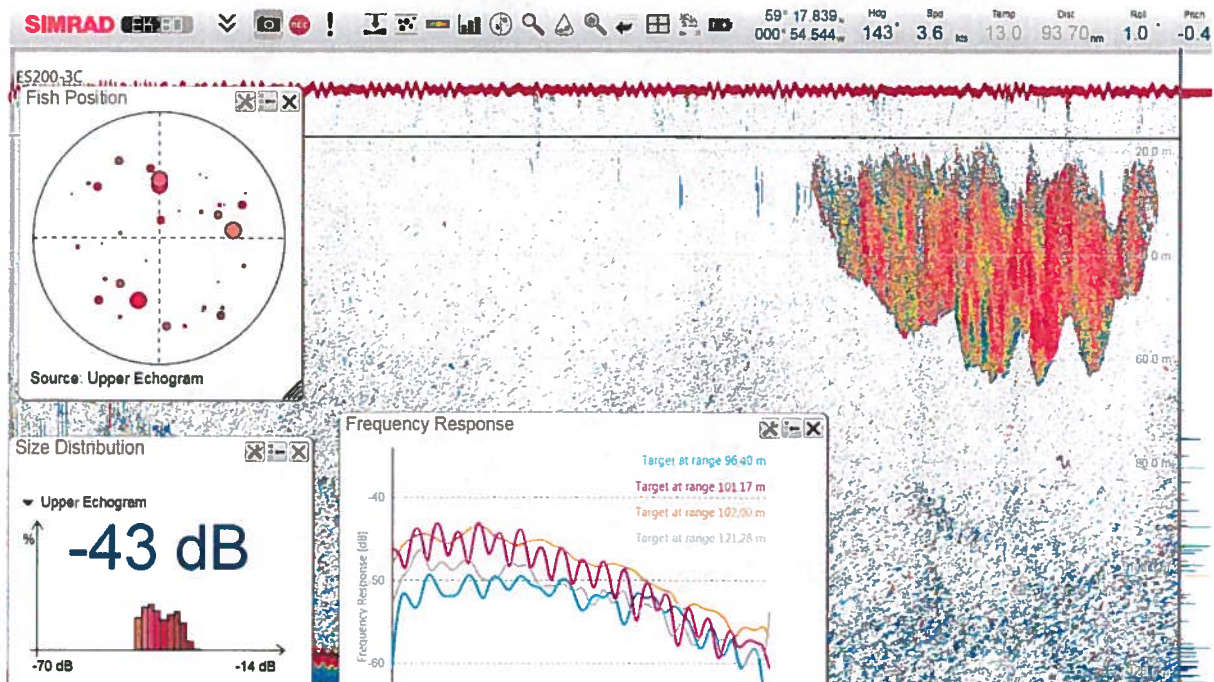 SIMRAD EK80
REC
59° 17.839 N
000° 54.544 W
Hdg
143°
Spd
3.6 kts
Temp
13.0
Dist
93.70 nm
Roll
1.0°
Pitch
-0.4
ES200-3C
Fish Position
Source: Upper Echogram
20.0 m
60.0 m
80.0 m
Size Distribution
Upper Echogram
%
-43 dB
-70 dB
-14 dB
Frequency Response
Target at range 96,40 m
Target at range 101,17 m
Target at range 102,00 m
Target at range 121,28 m
Frequency Response [dB]
-40
-50
-60